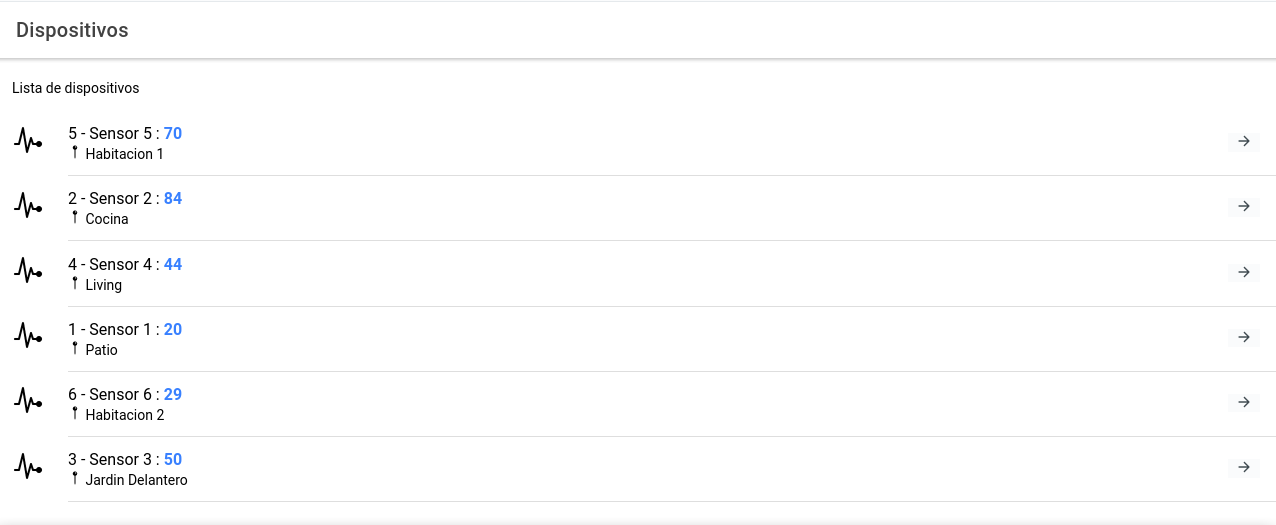 Dispositivos
Lista de dispositivos
5 - Sensor 5 : 70
Habitacion 1
2 - Sensor 2 : 84
Cocina
4 - Sensor 4 : 44
Living
1 - Sensor 1 : 20
Patio
6 - Sensor 6 : 29
Habitacion 2
3 - Sensor 3 : 50
Jardin Delantero